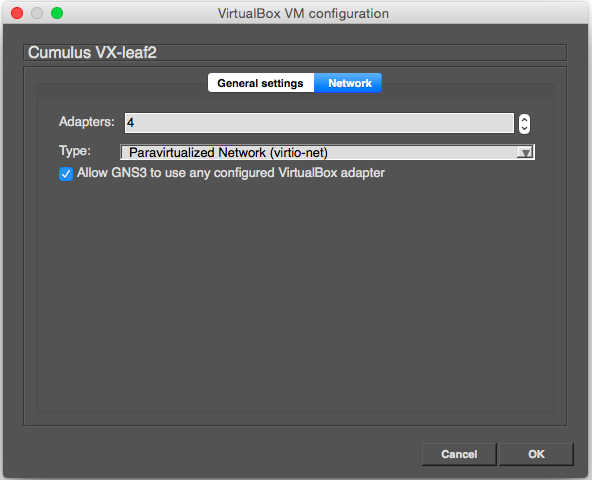 VirtualBox VM configuration
Cumulus VX-leaf2
General settings Network
Adapters: 4
Type: Paravirtualized Network (virtio-net)
Allow GNS3 to use any configured VirtualBox adapter
Cancel OK